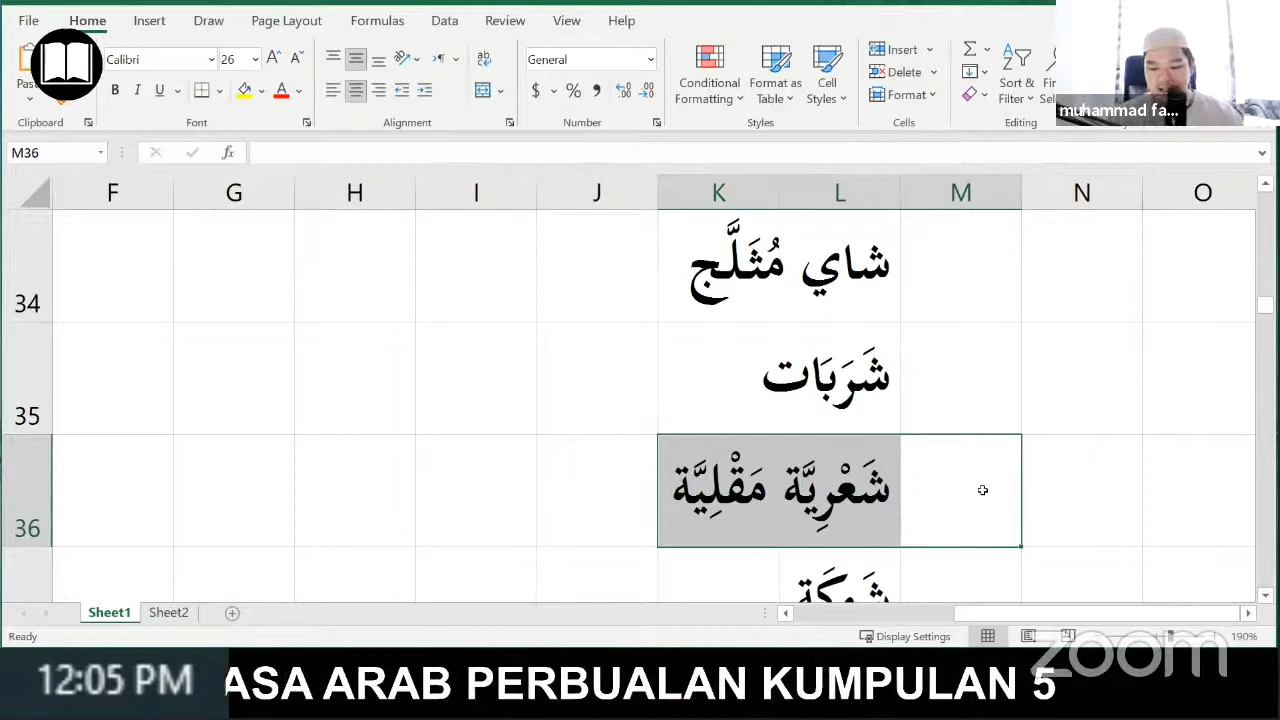 File Home Insert Draw Page Layout Formulas Data Review View Help
Calibri 26 General Conditional Formatting Format as Table Cell Styles Insert Delete Format Sort & Filter
Clipboard Font Alignment Number Styles Cells Editing
muhammad fa...
M36 fx
F G H I J K L M N O
34 شاي مُثَلَّج
35 شَرَبَات
36 شَعْرِيَّة مَقْلِيَّة
شَوكَة
Sheet1 Sheet2
Ready Display Settings 190%
zoom
12:05 PM ASA ARAB PERBUALAN KUMPULAN 5